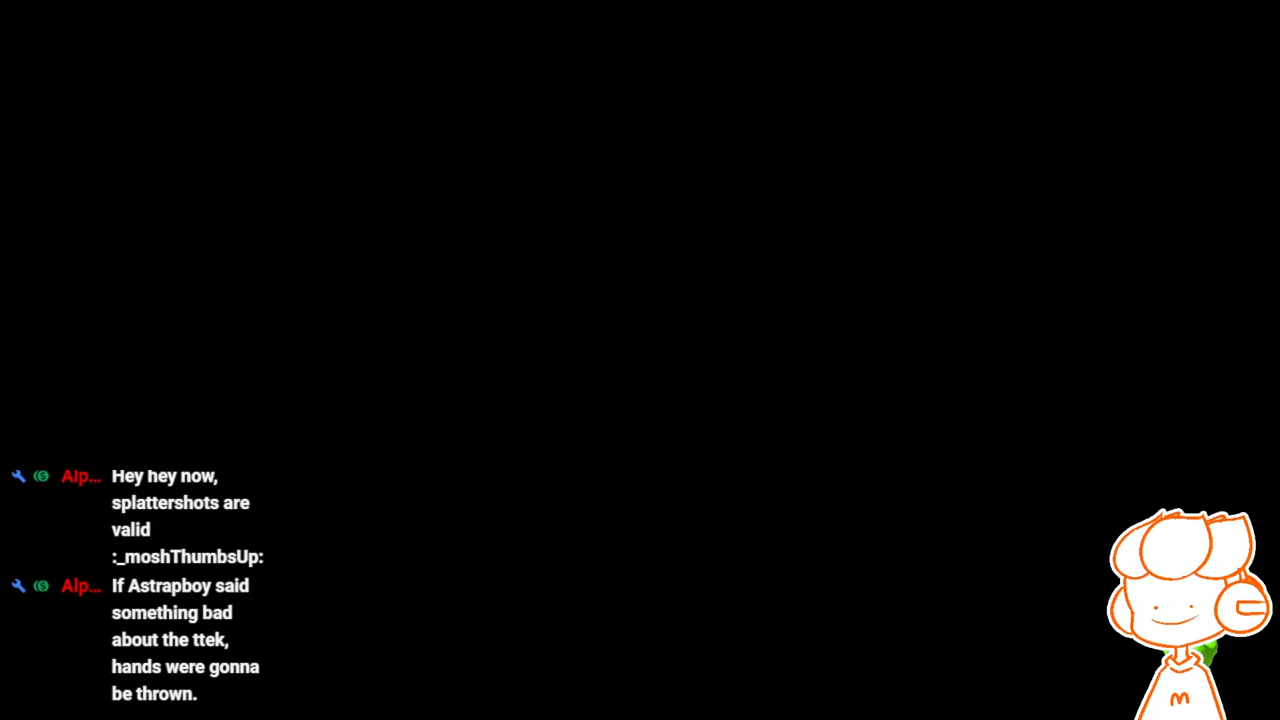 Alp... Hey hey now,
splattershots are
valid
:_moshThumbsUp:
Alp... If Astrapboy said
something bad
about the ttek,
hands were gonna
be thrown.
m